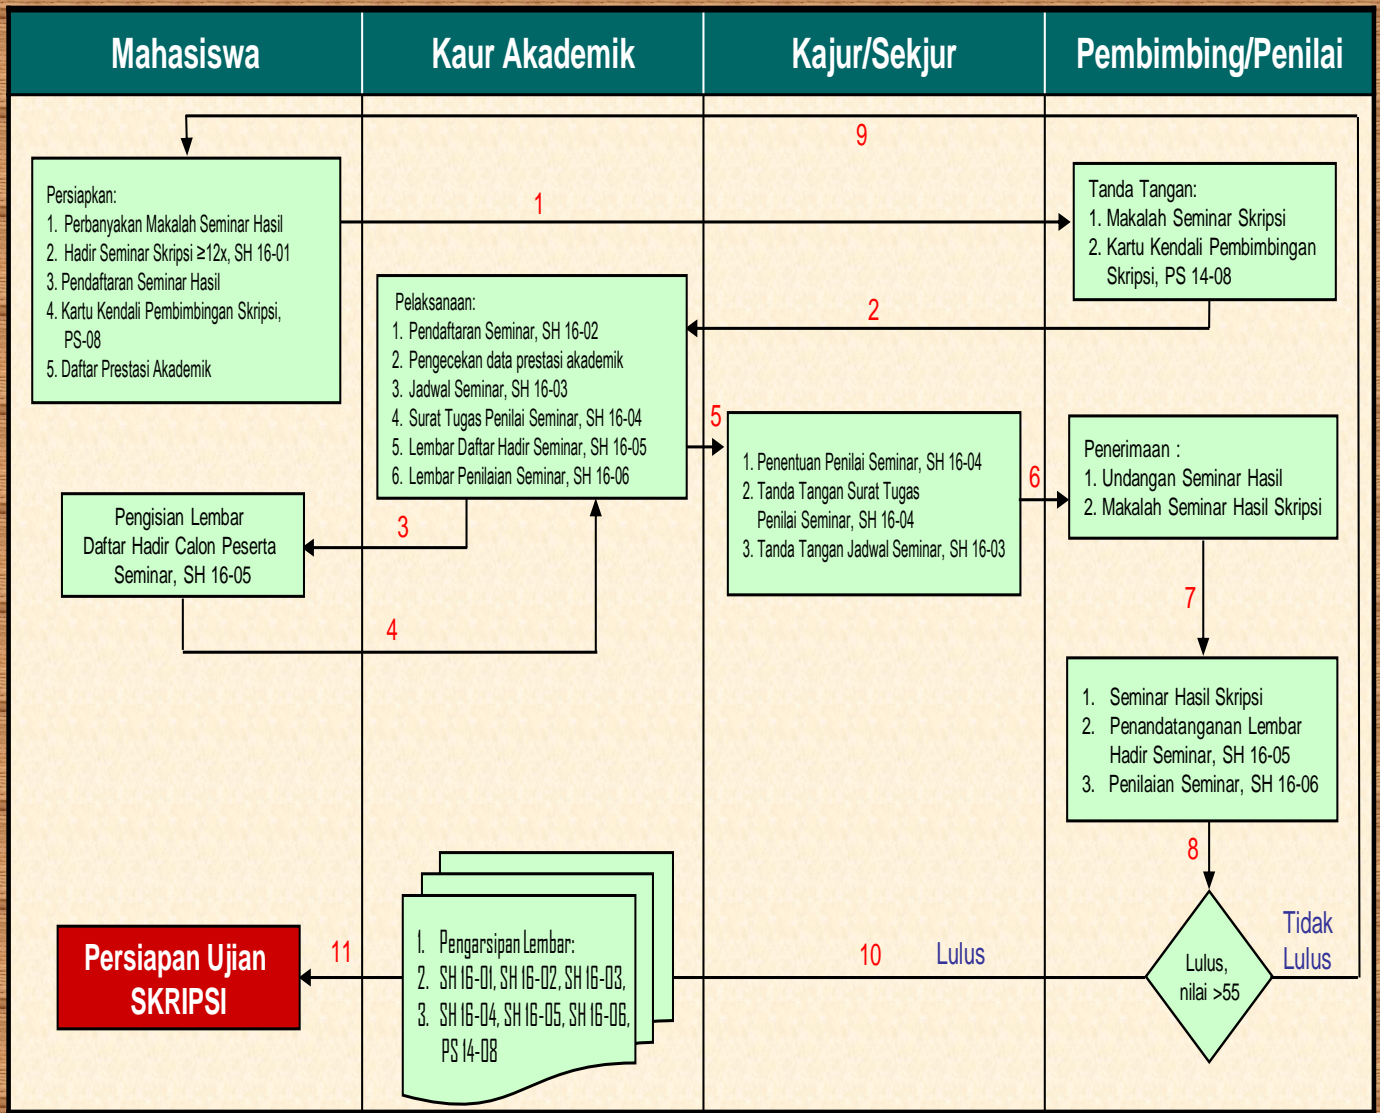 Mahasiswa
Kaur Akademik
Kajur/Sekjur
Pembimbing/Penilai
9
Persiapkan:
1. Perbanyakan Makalah Seminar Hasil
2. Hadir Seminar Skripsi ≥12x, SH 16-01
3. Pendaftaran Seminar Hasil
4. Kartu Kendali Pembimbingan Skripsi,
PS-08
5. Daftar Prestasi Akademik
1
Tanda Tangan:
1. Makalah Seminar Skripsi
2. Kartu Kendali Pembimbingan
Skripsi, PS 14-08
2
Pelaksanaan:
1. Pendaftaran Seminar, SH 16-02
2. Pengecekan data prestasi akademik
3. Jadwal Seminar, SH 16-03
4. Surat Tugas Penilai Seminar, SH 16-04
5. Lembar Daftar Hadir Seminar, SH 16-05
6. Lembar Penilaian Seminar, SH 16-06
3
Pengisian Lembar
Daftar Hadir Calon Peserta
Seminar, SH 16-05
4
5
1. Penentuan Penilai Seminar, SH 16-04
2. Tanda Tangan Surat Tugas
Penilai Seminar, SH 16-04
3. Tanda Tangan Jadwal Seminar, SH 16-03
6
Penerimaan :
1. Undangan Seminar Hasil
2. Makalah Seminar Hasil Skripsi
7
1. Seminar Hasil Skripsi
2. Penandatanganan Lembar
Hadir Seminar, SH 16-05
3. Penilaian Seminar, SH 16-06
8
Lulus,
nilai >55
Tidak
Lulus
10
Lulus
1. Pengarsipan Lembar:
2. SH 16-01, SH 16-02, SH 16-03,
3. SH 16-04, SH 16-05, SH 16-06,
PS 14-08
11
Persiapan Ujian
SKRIPSI